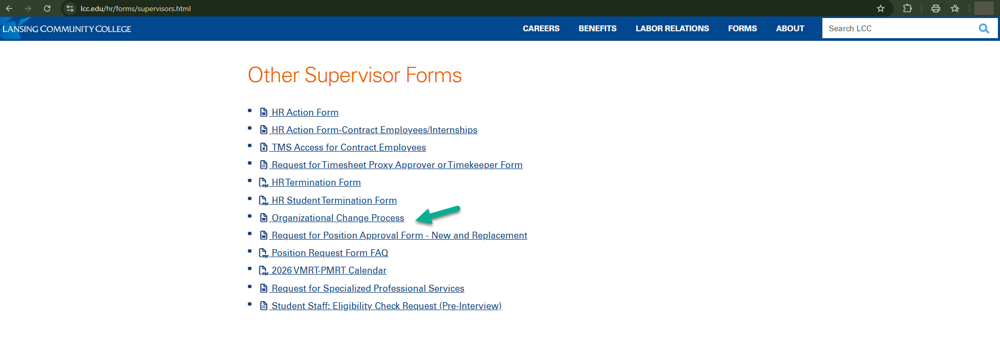 lcc.edu/hr/forms/supervisors.html
LANSING COMMUNITY COLLEGE
CAREERS BENEFITS LABOR RELATIONS FORMS ABOUT Search LCC
Other Supervisor Forms
HR Action Form
HR Action Form-Contract Employees/Internships
TMS Access for Contract Employees
Request for Timesheet Proxy Approver or Timekeeper Form
PDF HR Termination Form
PDF HR Student Termination Form
Organizational Change Process
Request for Position Approval Form - New and Replacement
PDF Position Request Form FAQ
PDF 2026 VMRT-PMRT Calendar
Request for Specialized Professional Services
Student Staff: Eligibility Check Request (Pre-Interview)